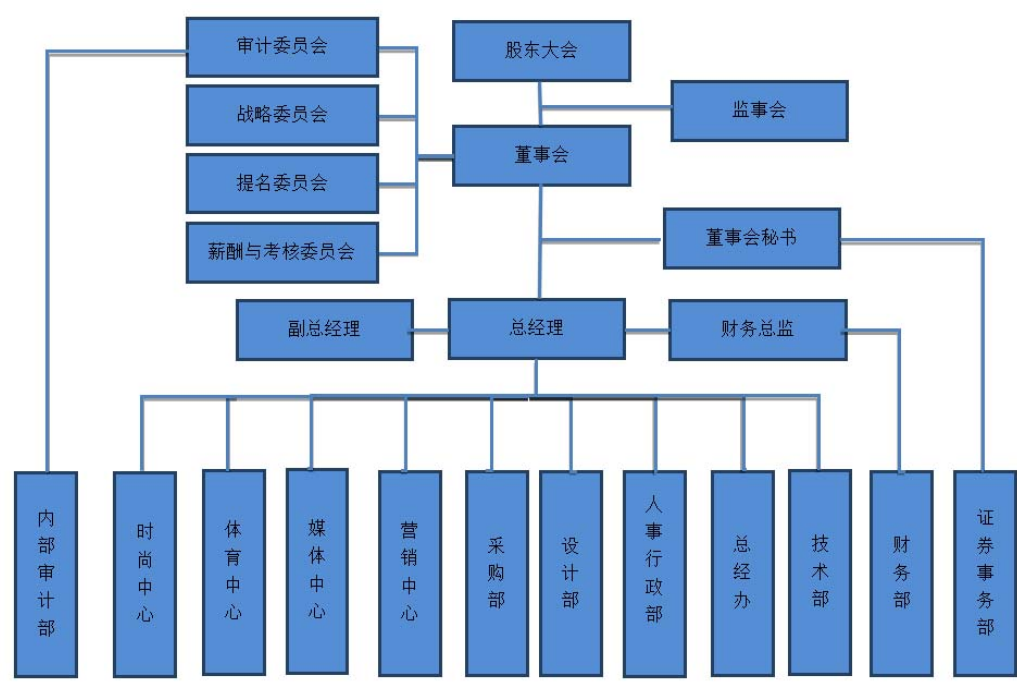 审计委员会
股东大会
战略委员会
监事会
董事会
提名委员会
薪酬与考核委员会
董事会秘书
副总经理
总经理
财务总监
内部审计部
时尚中心
体育中心
媒体中心
营销中心
采购部
设计部
人事行政部
总经办
技术部
财务部
证券事务部